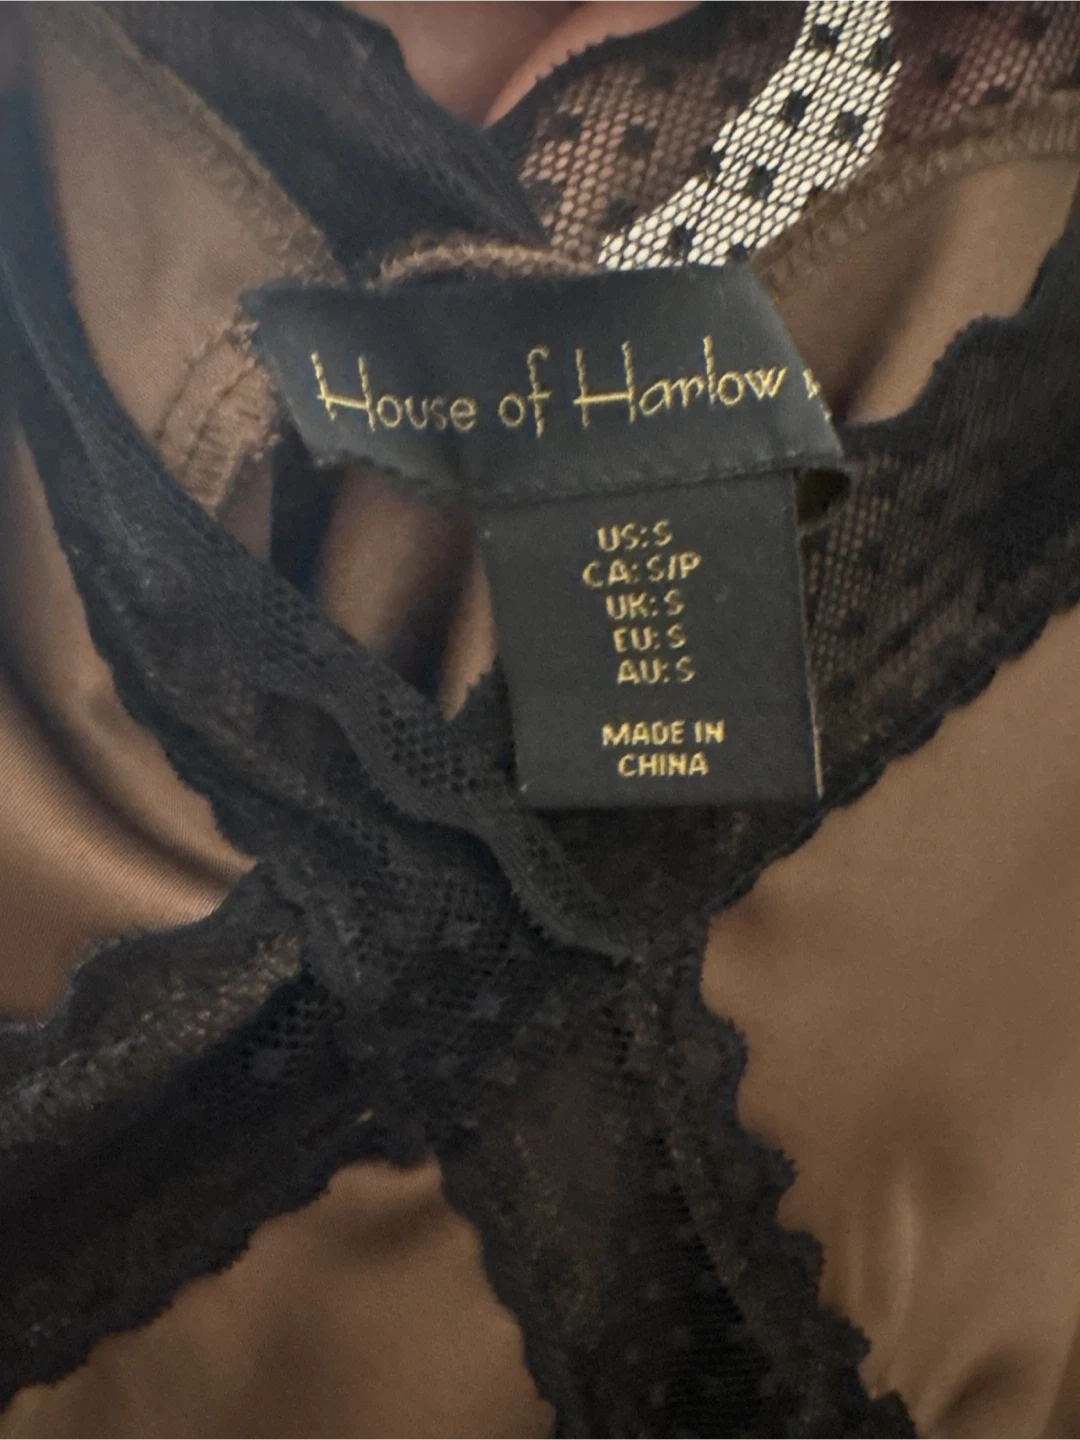 House of Harlow
US: S
CA: S/P
UK: S
EU: S
AU: S
MADE IN
CHINA